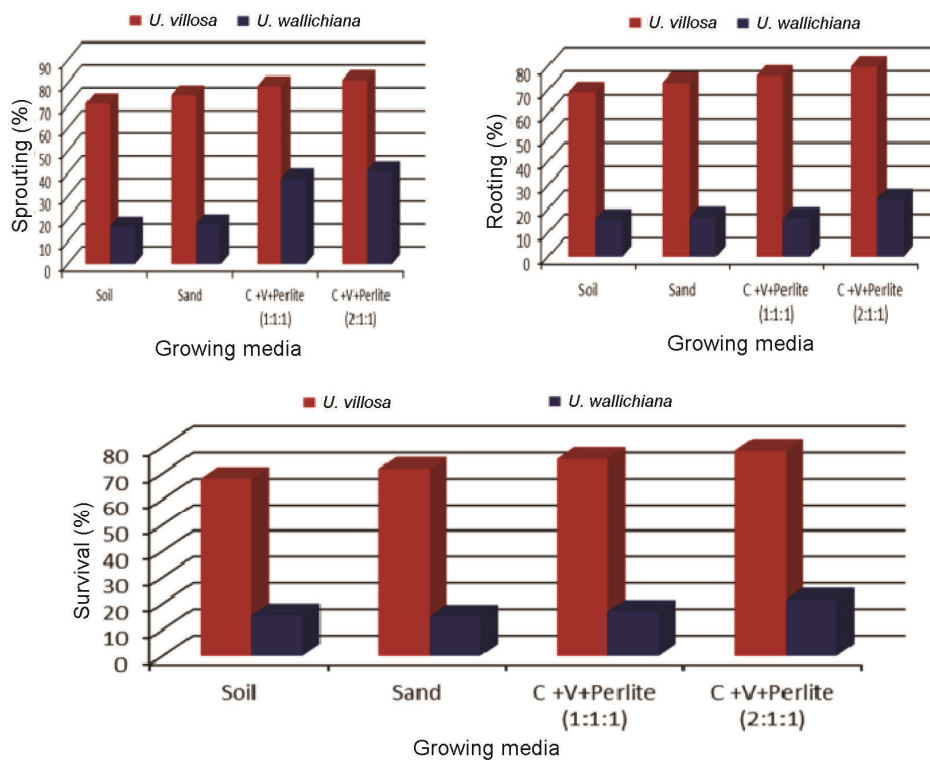 U. villosa U. wallichiana
Sprouting (%)
90
80
70
60
50
40
30
20
10
0
Soil Sand C +V+Perlite (1:1:1) C +V+Perlite (2:1:1)
Growing media
U. villosa U. wallichiana
Rooting (%)
80
70
60
50
40
30
20
10
0
Soil Sand C +V+Perlite (1:1:1) C +V+Perlite (2:1:1)
Growing media
U. villosa U. wallichiana
Survival (%)
80
70
60
50
40
30
20
10
0
Soil Sand C +V+Perlite (1:1:1) C +V+Perlite (2:1:1)
Growing media